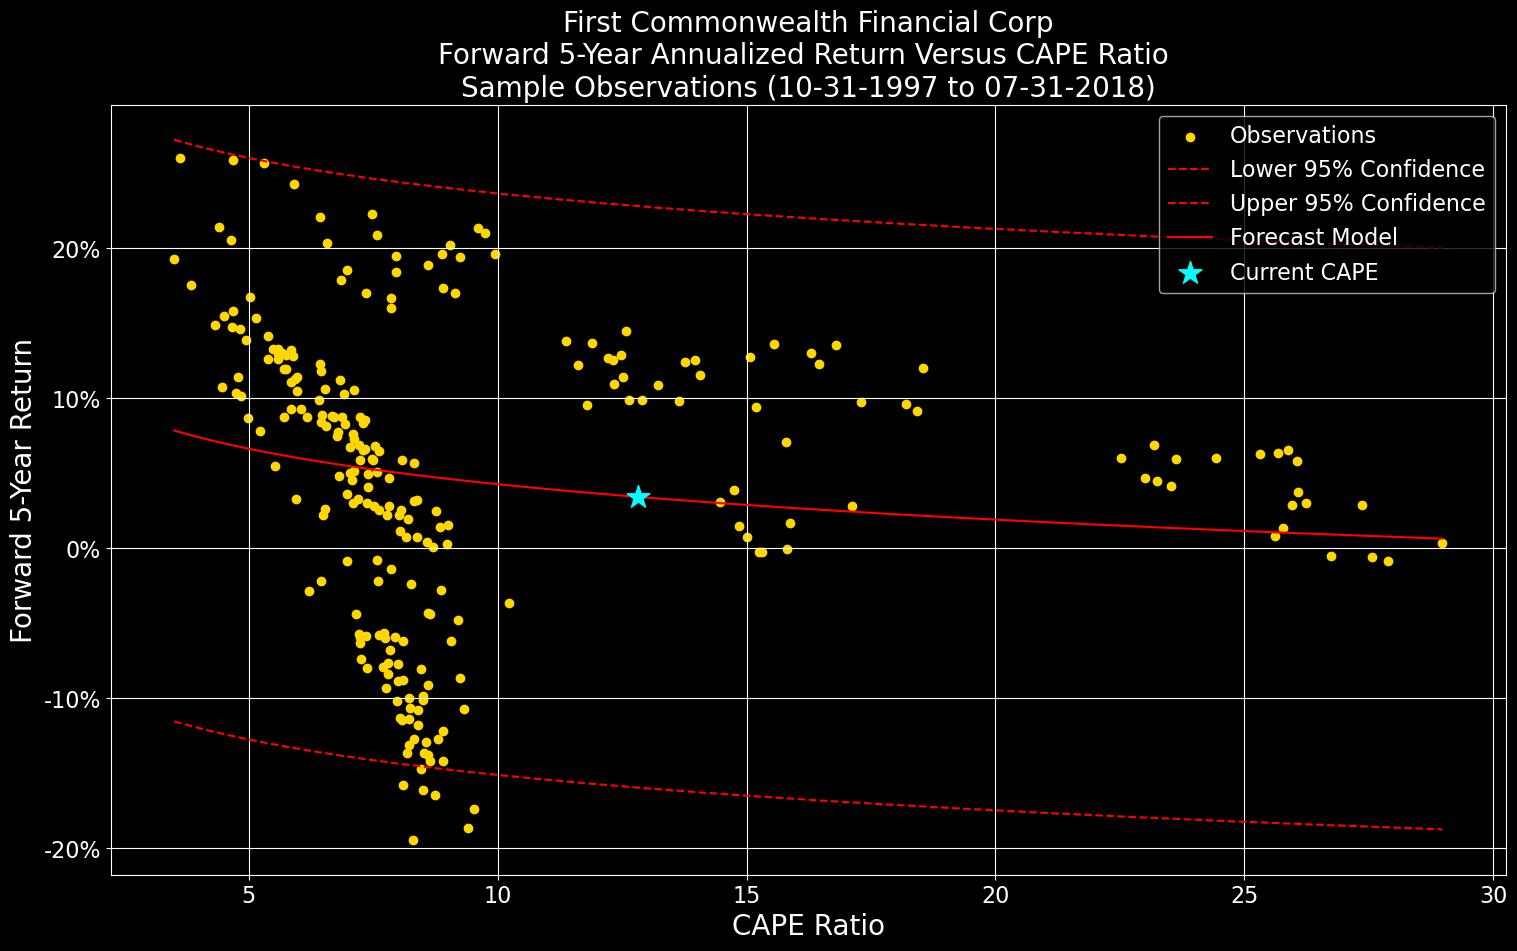 First Commonwealth Financial Corp
Forward 5-Year Annualized Return Versus CAPE Ratio
Sample Observations (10-31-1997 to 07-31-2018)
Observations
Lower 95% Confidence
Upper 95% Confidence
Forecast Model
Current CAPE
Forward 5-Year Return
20%
10%
0%
-10%
-20%
5
10
15
20
25
30
CAPE Ratio